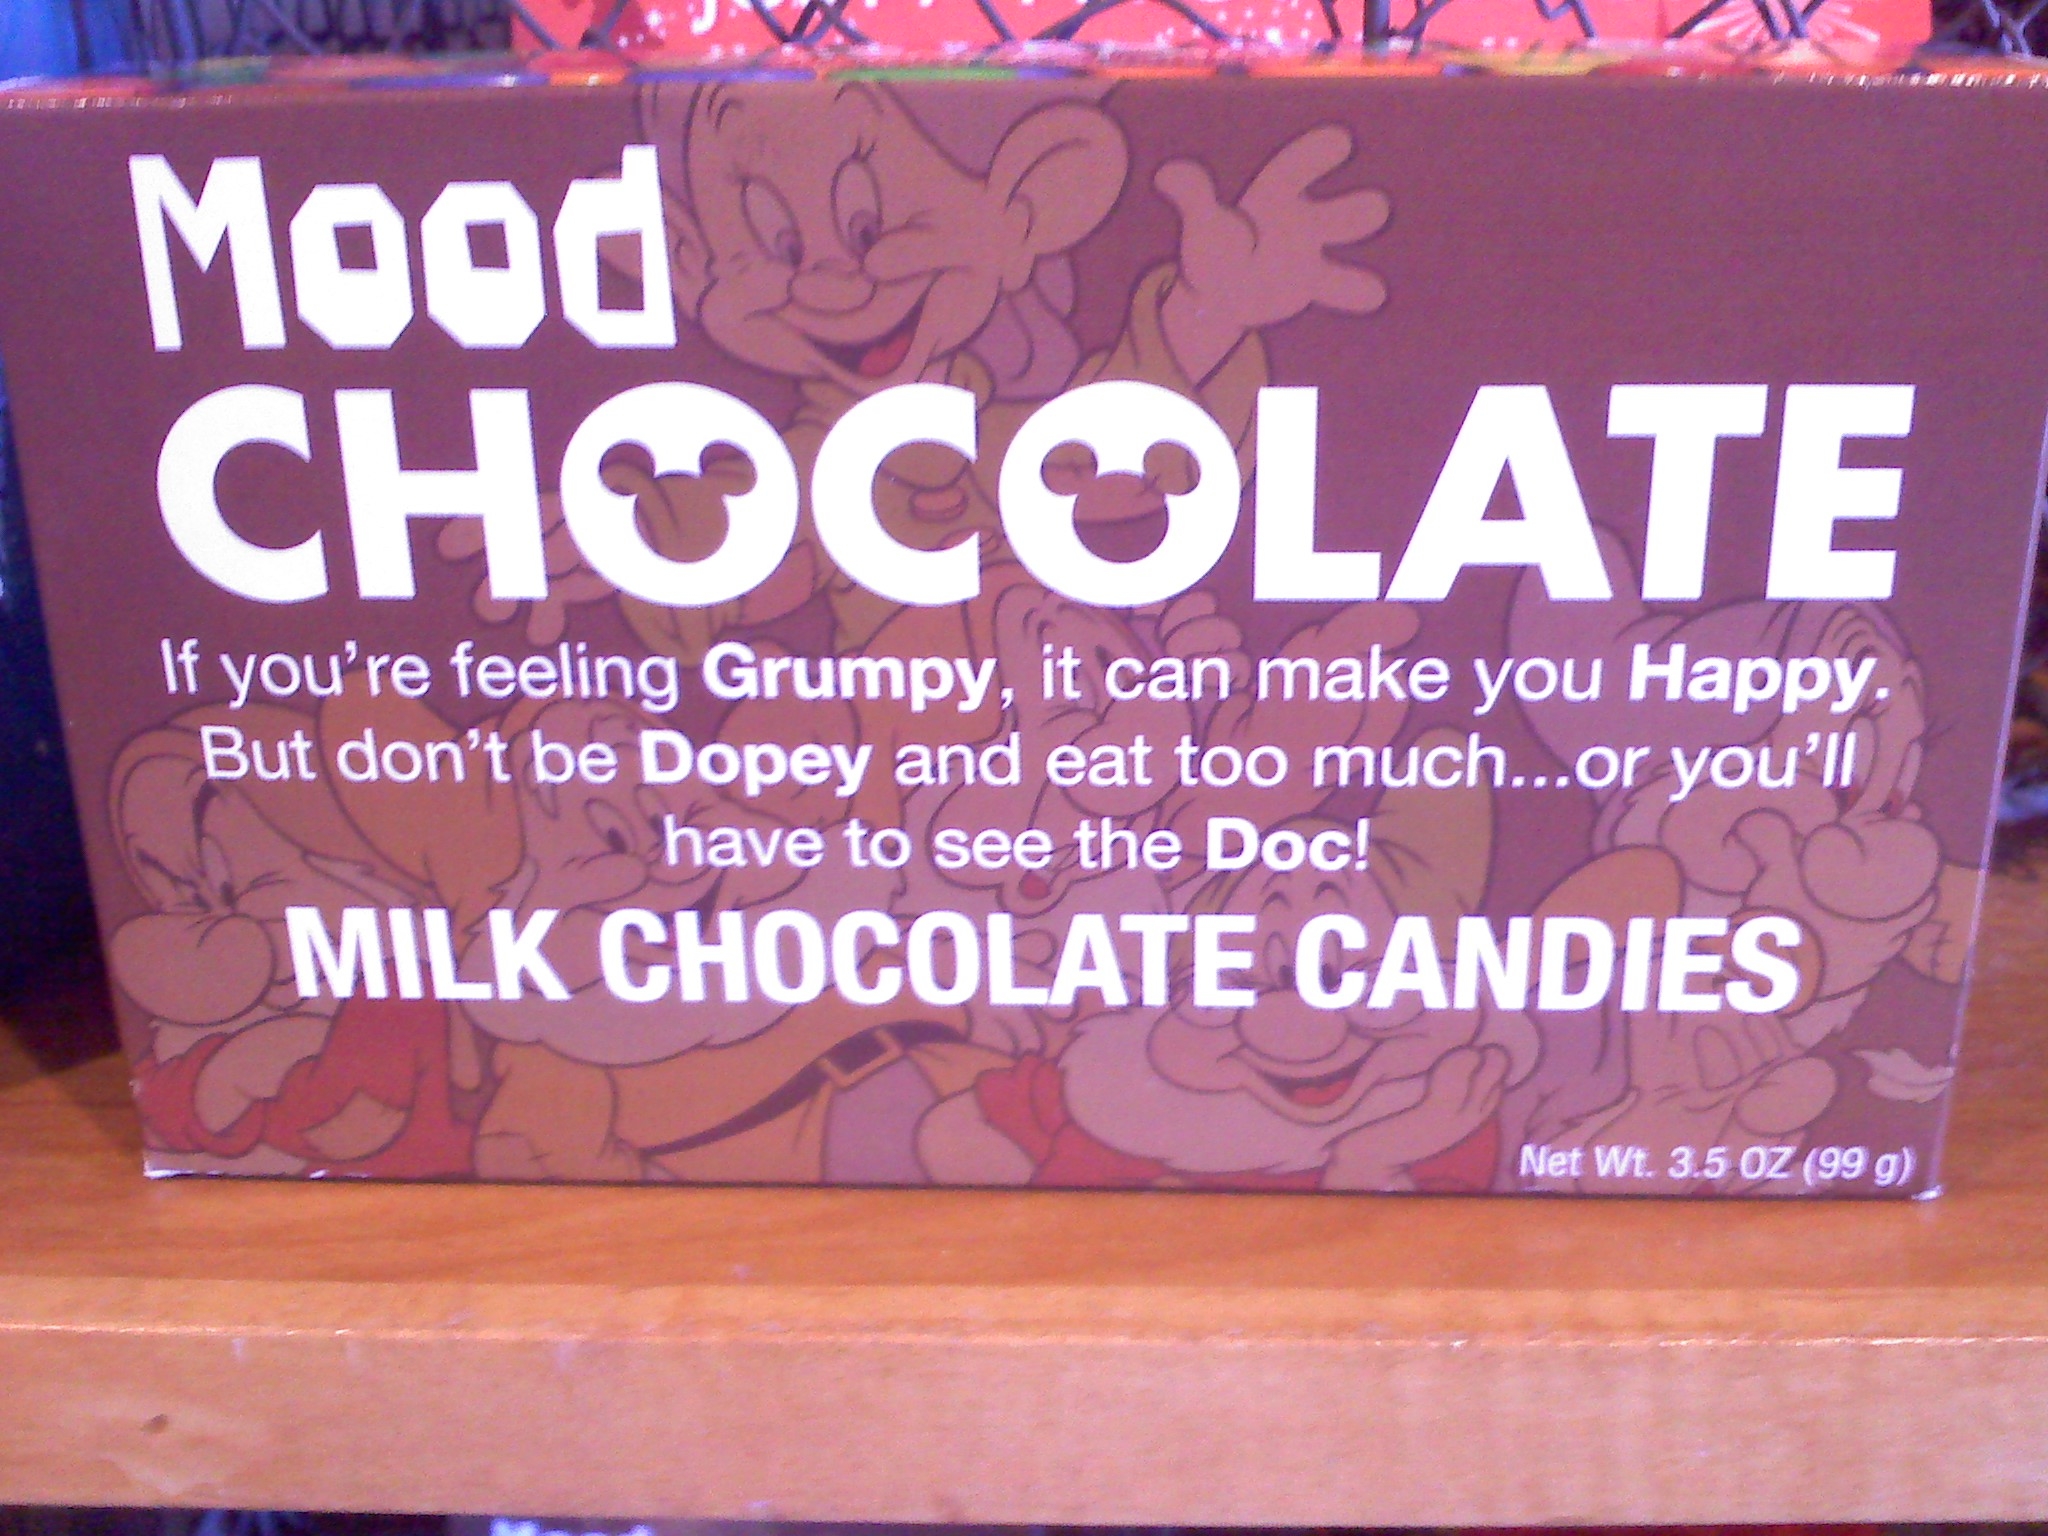 Mood
CHOCOLATE
If you're feeling Grumpy, it can make you Happy.
But don't be Dopey and eat too much...or you'll
have to see the Doc!
MILK CHOCOLATE CANDIES
Net Wt. 3.5 OZ (99 g)